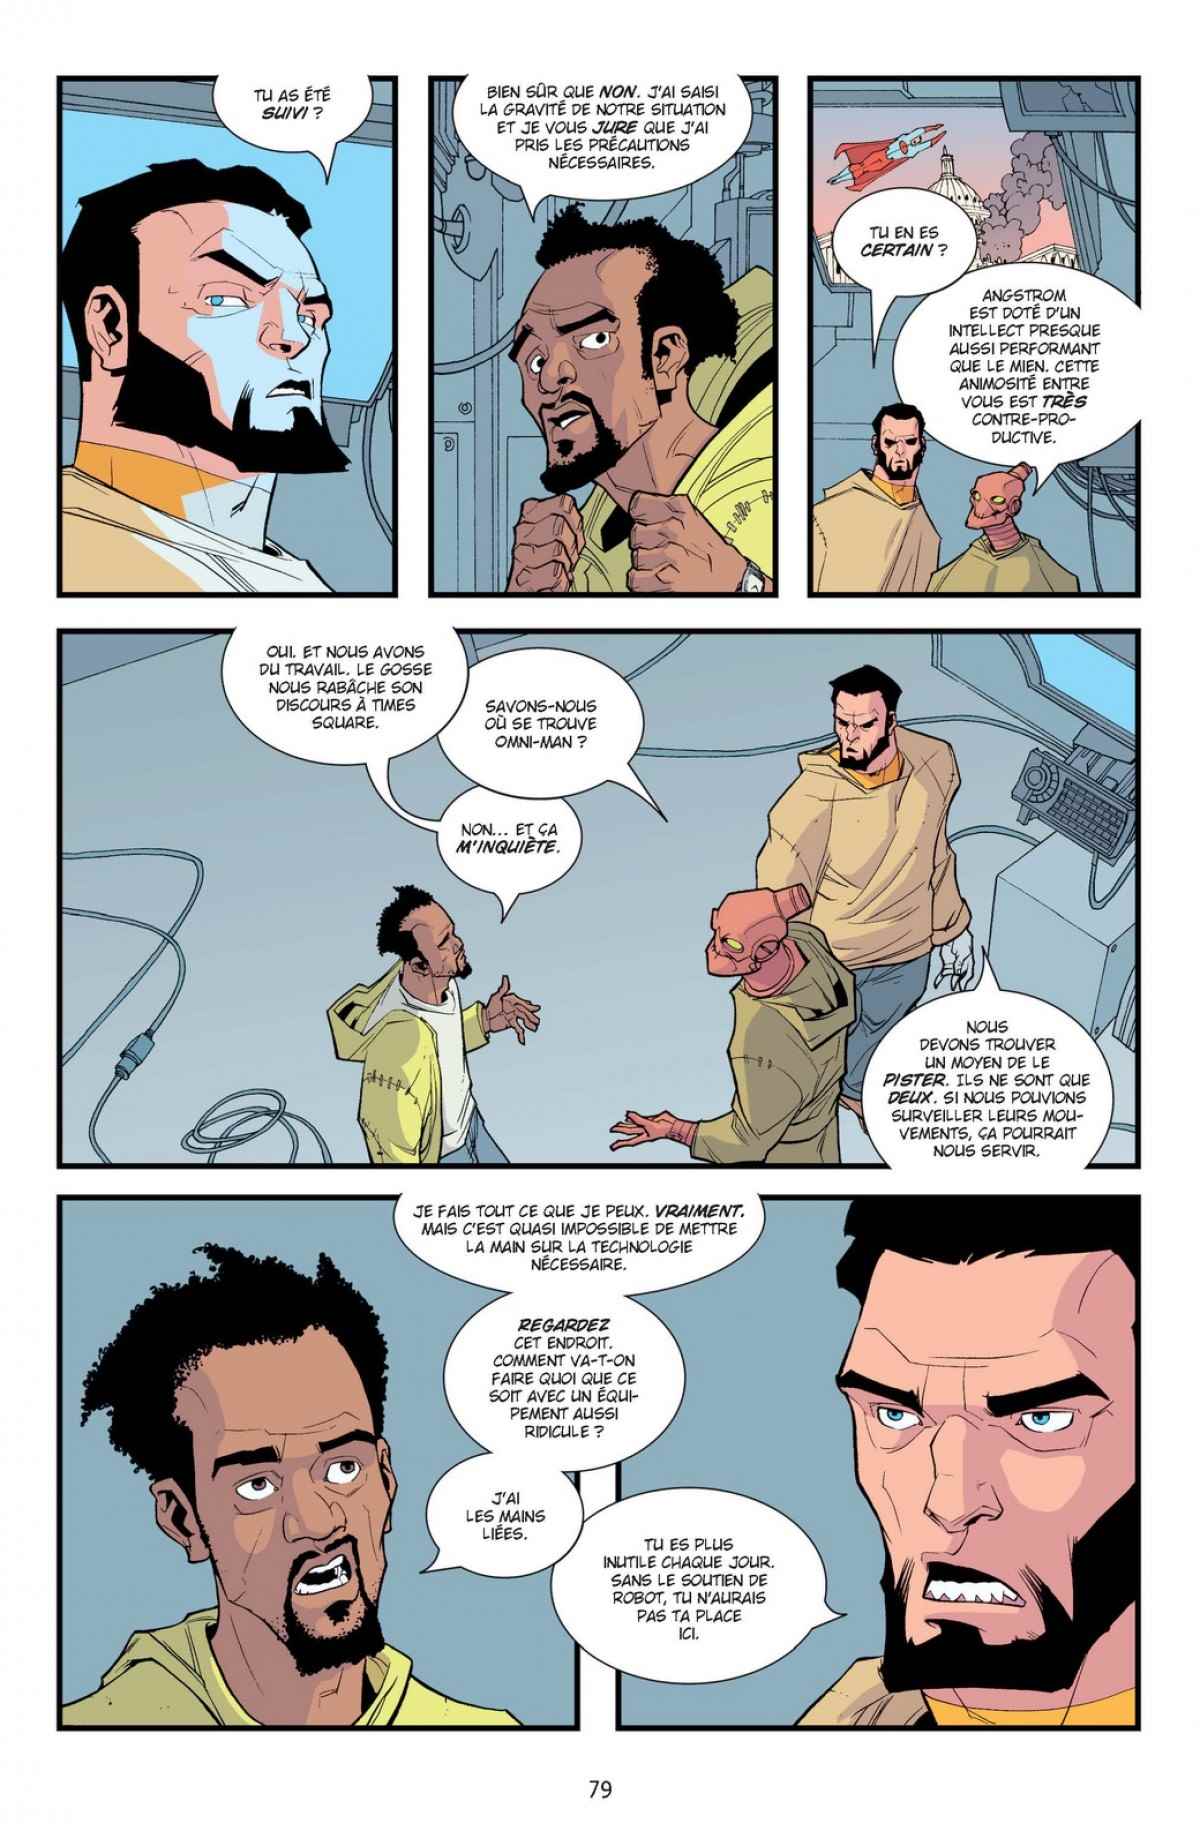 TU AS ÉTÉ
SUIVI ?
BIEN SÛR QUE NON. J'AI SAISI
LA GRAVITÉ DE NOTRE SITUATION
ET JE VOUS JURE QUE J'AI
PRIS LES PRÉCAUTIONS
NÉCESSAIRES.
TU EN ES
CERTAIN ?
ANGSTROM
EST DOTÉ D'UN
INTELLECT PRESQUE
AUSSI PERFORMANT
QUE LE MIEN. CETTE
ANIMOSITÉ ENTRE
VOUS EST TRÈS
CONTRE-PRO-
DUCTIVE.
OUI. ET NOUS AVONS
DU TRAVAIL. LE GOSSE
NOUS RABÂCHE SON
DISCOURS À TIMES
SQUARE.
SAVONS-NOUS
OÙ SE TROUVE
OMNI-MAN ?
NON... ET ÇA
M'INQUIÈTE.
NOUS
DEVONS TROUVER
UN MOYEN DE LE
PISTER. ILS NE SONT QUE
DEUX. SI NOUS POUVIONS
SURVEILLER LEURS MOU-
VEMENTS, ÇA POURRAIT
NOUS SERVIR.
JE FAIS TOUT CE QUE JE PEUX. VRAIMENT.
MAIS C'EST QUASI IMPOSSIBLE DE METTRE
LA MAIN SUR LA TECHNOLOGIE
NÉCESSAIRE.
REGARDEZ
CET ENDROIT.
COMMENT VA-T-ON
FAIRE QUOI QUE CE
SOIT AVEC UN ÉQUI-
PEMENT AUSSI
RIDICULE ?
J'AI
LES MAINS
LIÉES.
TU ES PLUS
INUTILE CHAQUE JOUR.
SANS LE SOUTIEN DE
ROBOT, TU N'AURAIS
PAS TA PLACE
ICI.
79